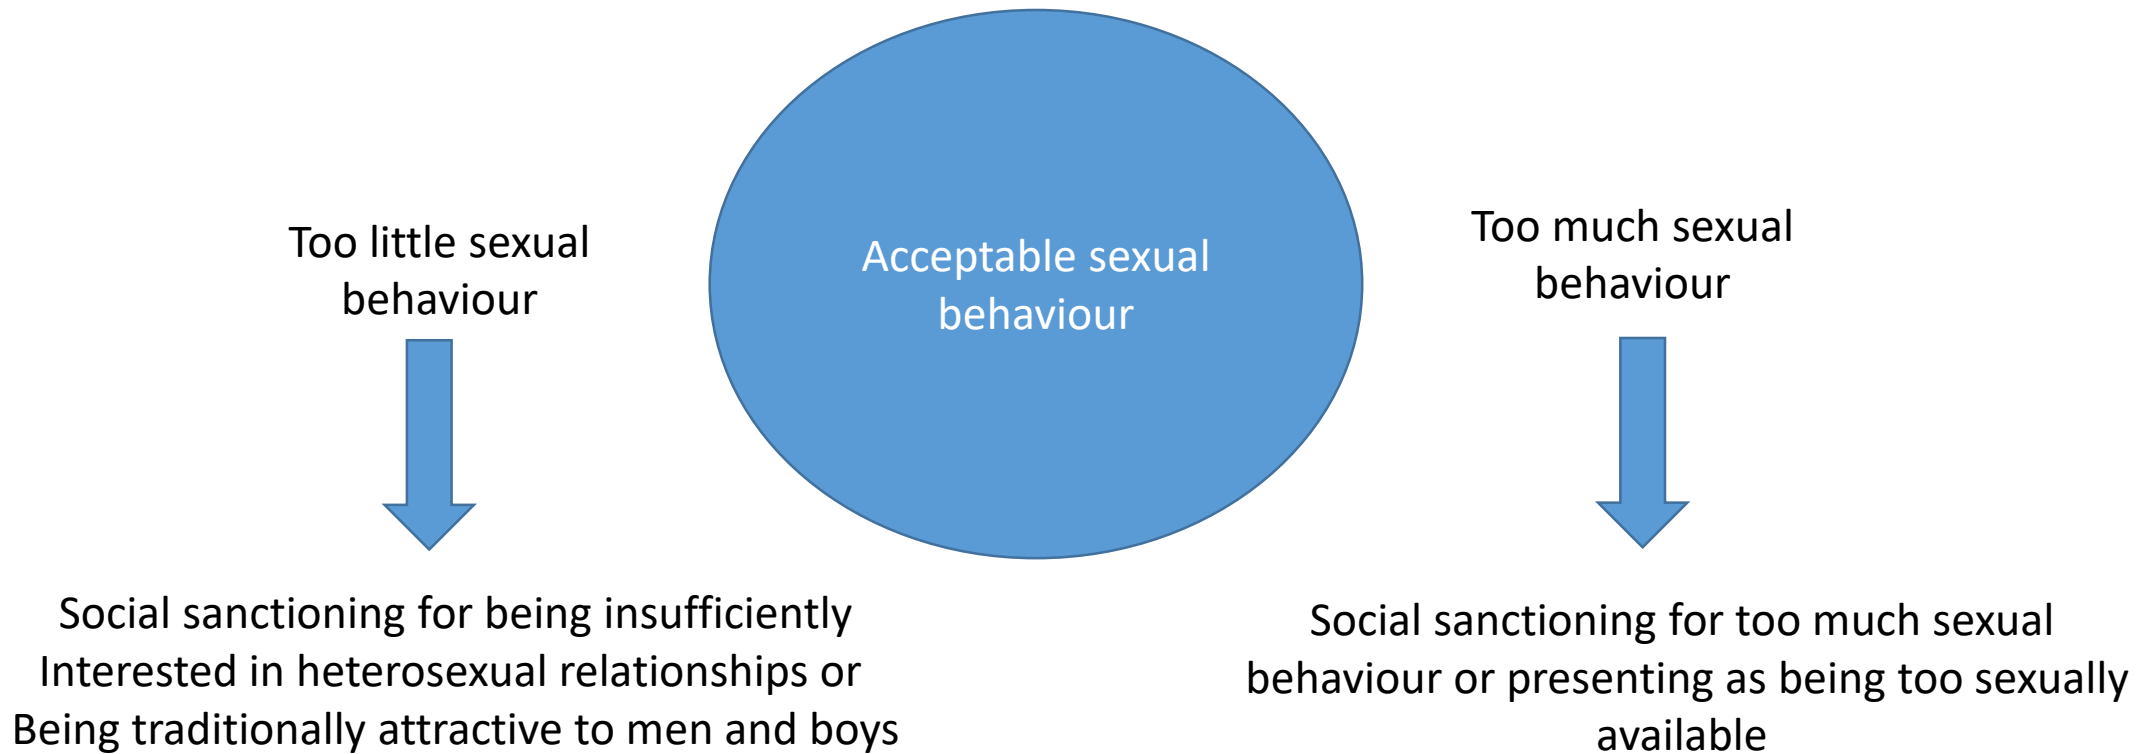 Too little sexual
behaviour
Acceptable sexual
behaviour
Too much sexual
behaviour
Social sanctioning for being insufficiently
Interested in heterosexual relationships or
Being traditionally attractive to men and boys
Social sanctioning for too much sexual
behaviour or presenting as being too sexually
available